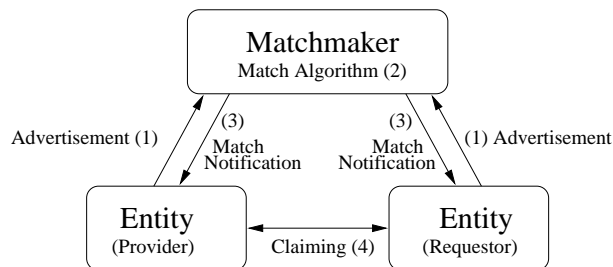 Matchmaker
Match Algorithm (2)
Advertisement (1)
(3)
Match
Notification
(3)
Match
Notification
(1) Advertisement
Entity
(Provider)
Claiming (4)
Entity
(Requestor)